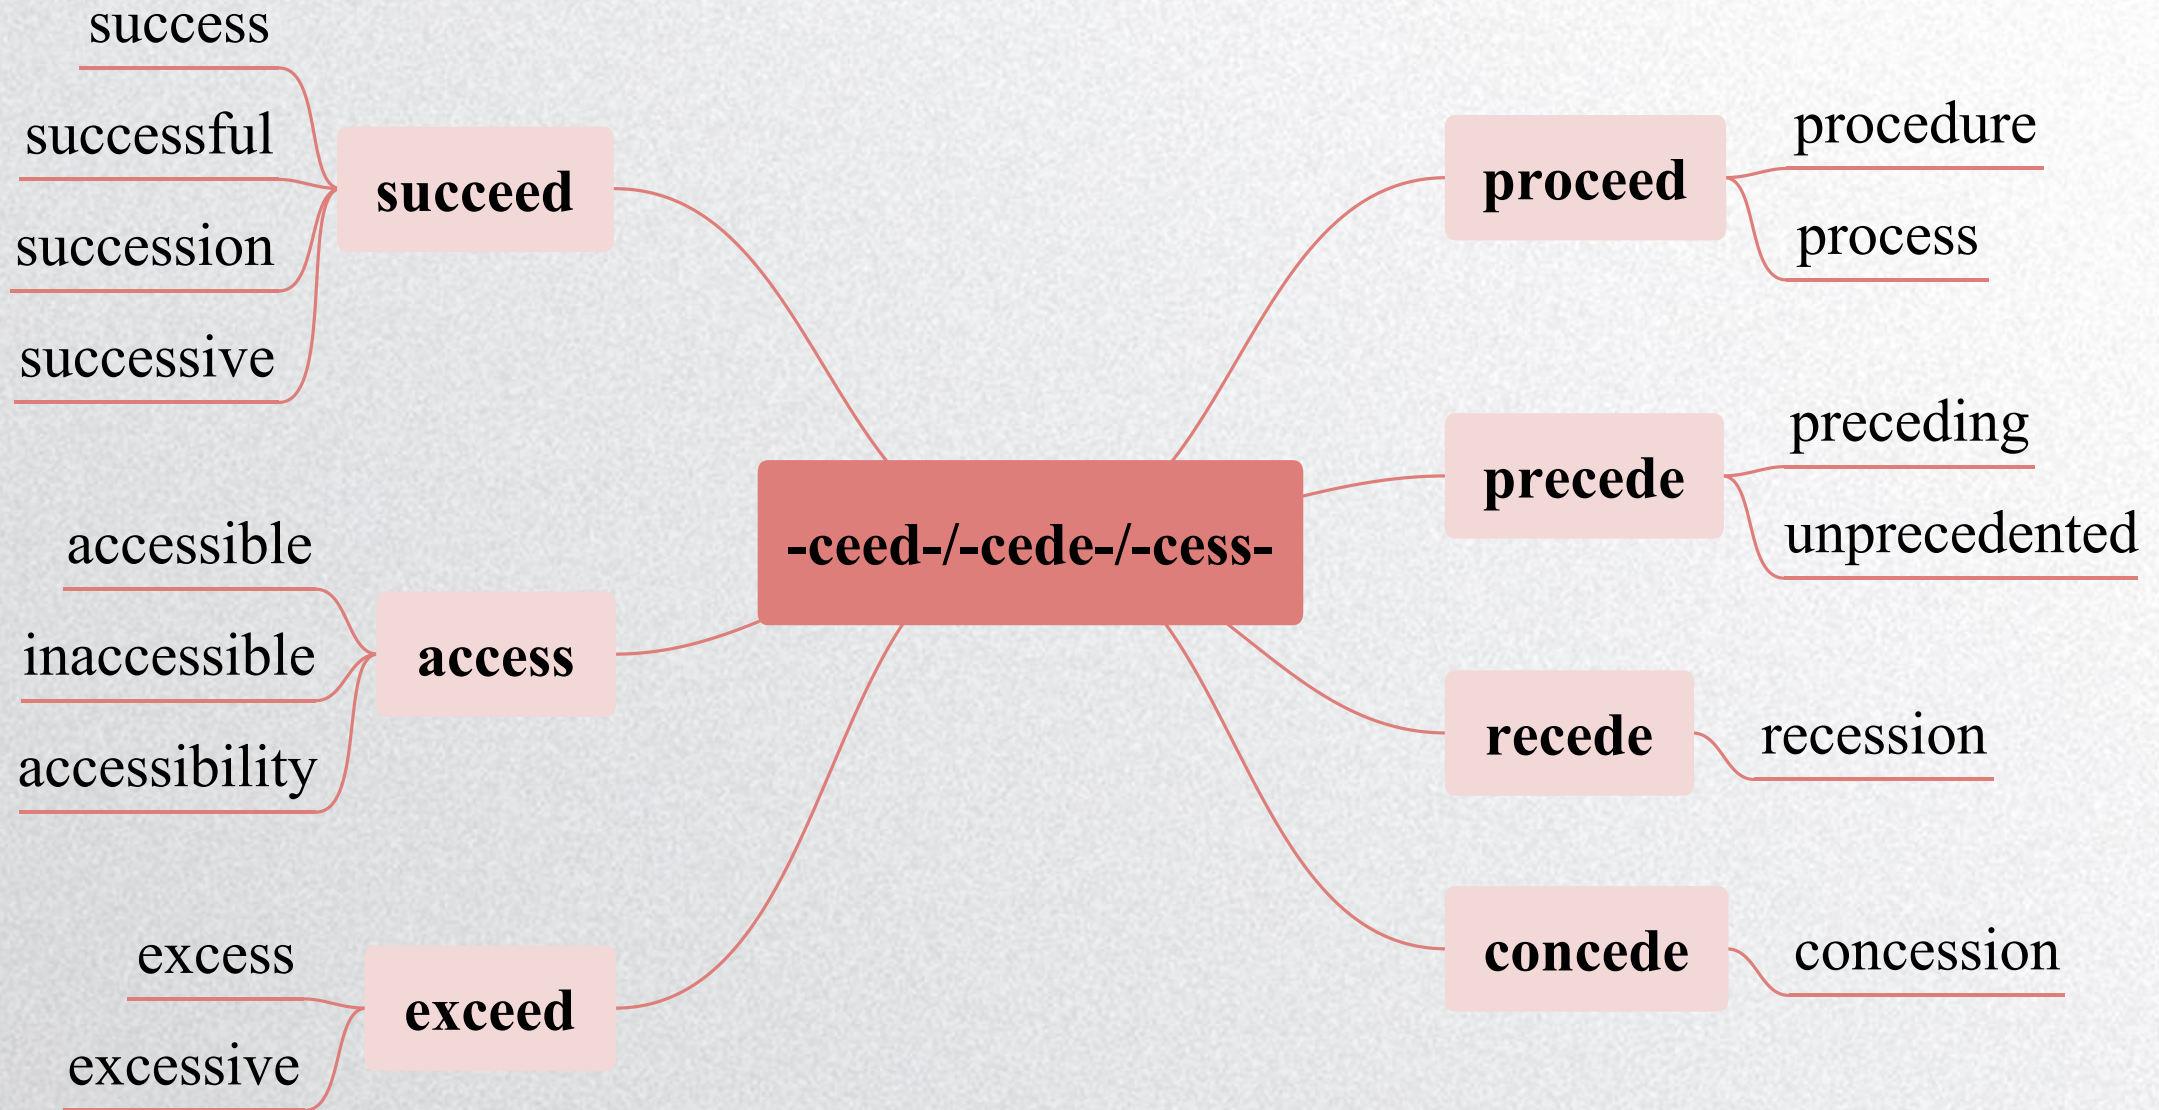 success
successful
succession
successive
succeed
accessible
inaccessible
accessibility
access
excess
excessive
exceed
-ceed-/-cede-/-cess-
proceed
procedure
process
precede
preceding
unprecedented
recede
recession
concede
concession